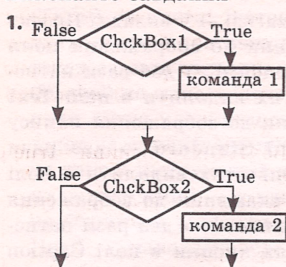 1. False True
ChckBox1
команда 1
False True
ChckBox2
команда 2